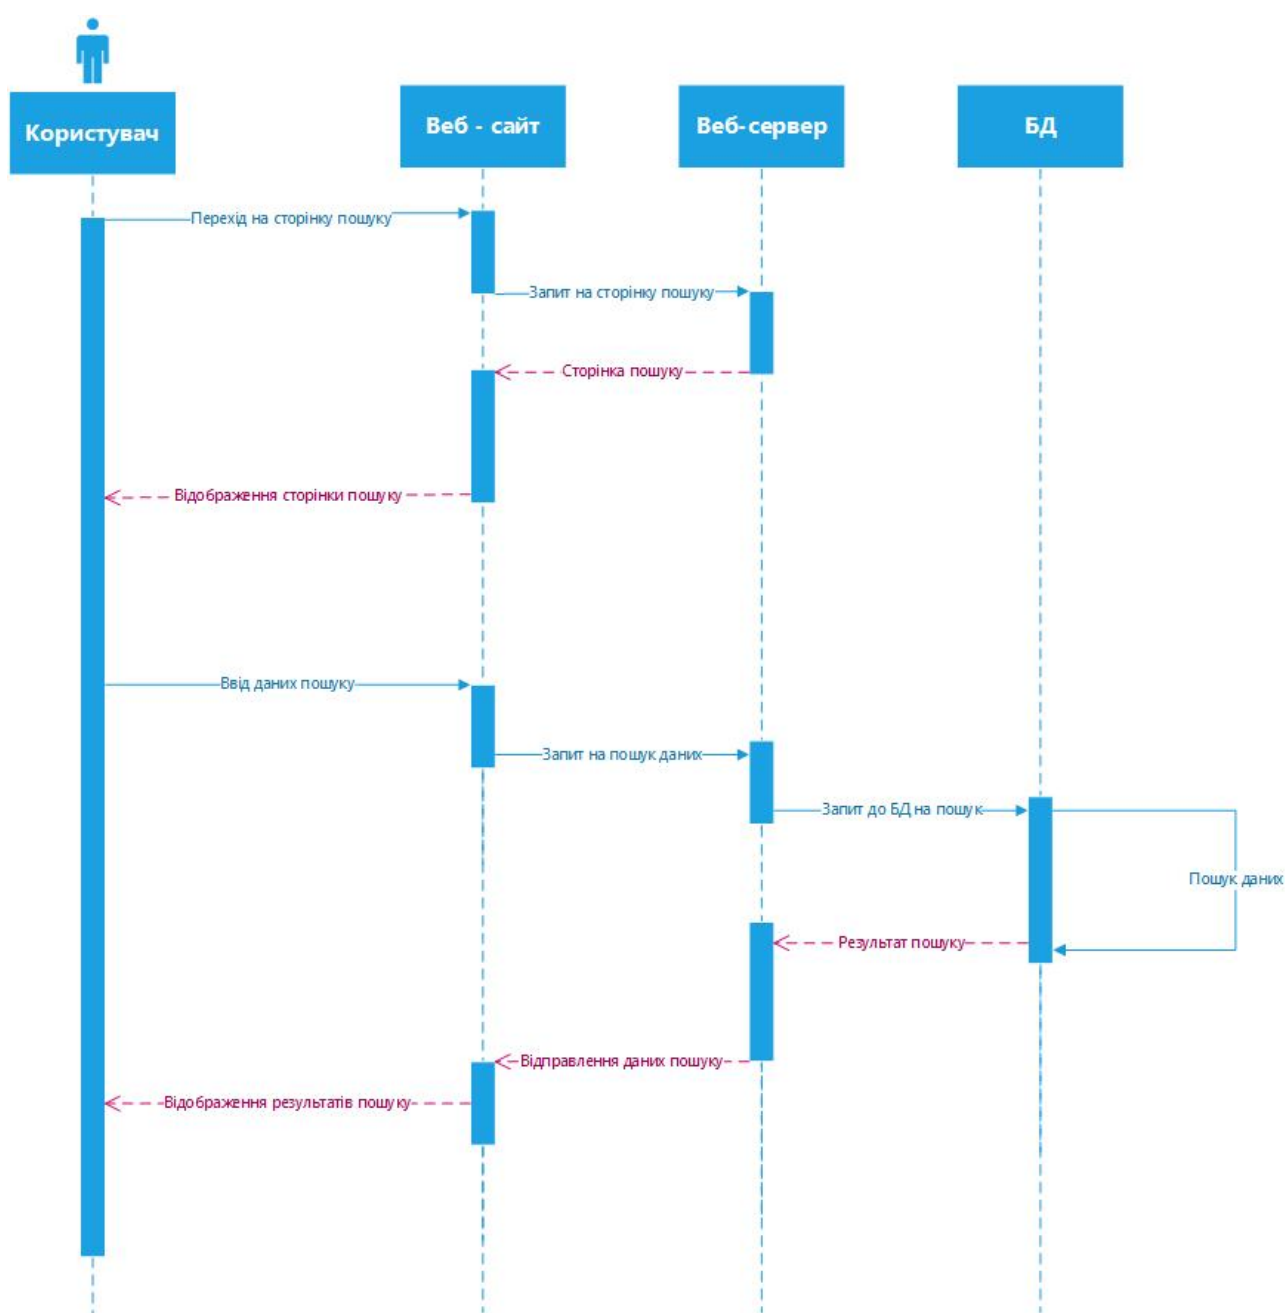 Користувач
Веб - сайт
Веб-сервер
БД
Перехід на сторінку пошуку
Запит на сторінку пошуку
Сторінка пошуку
Відображення сторінки пошуку
Ввід даних пошуку
Запит на пошук даних
Запит до БД на пошук
Пошук даних
Результат пошуку
Відправлення даних пошуку
Відображення результатів пошуку